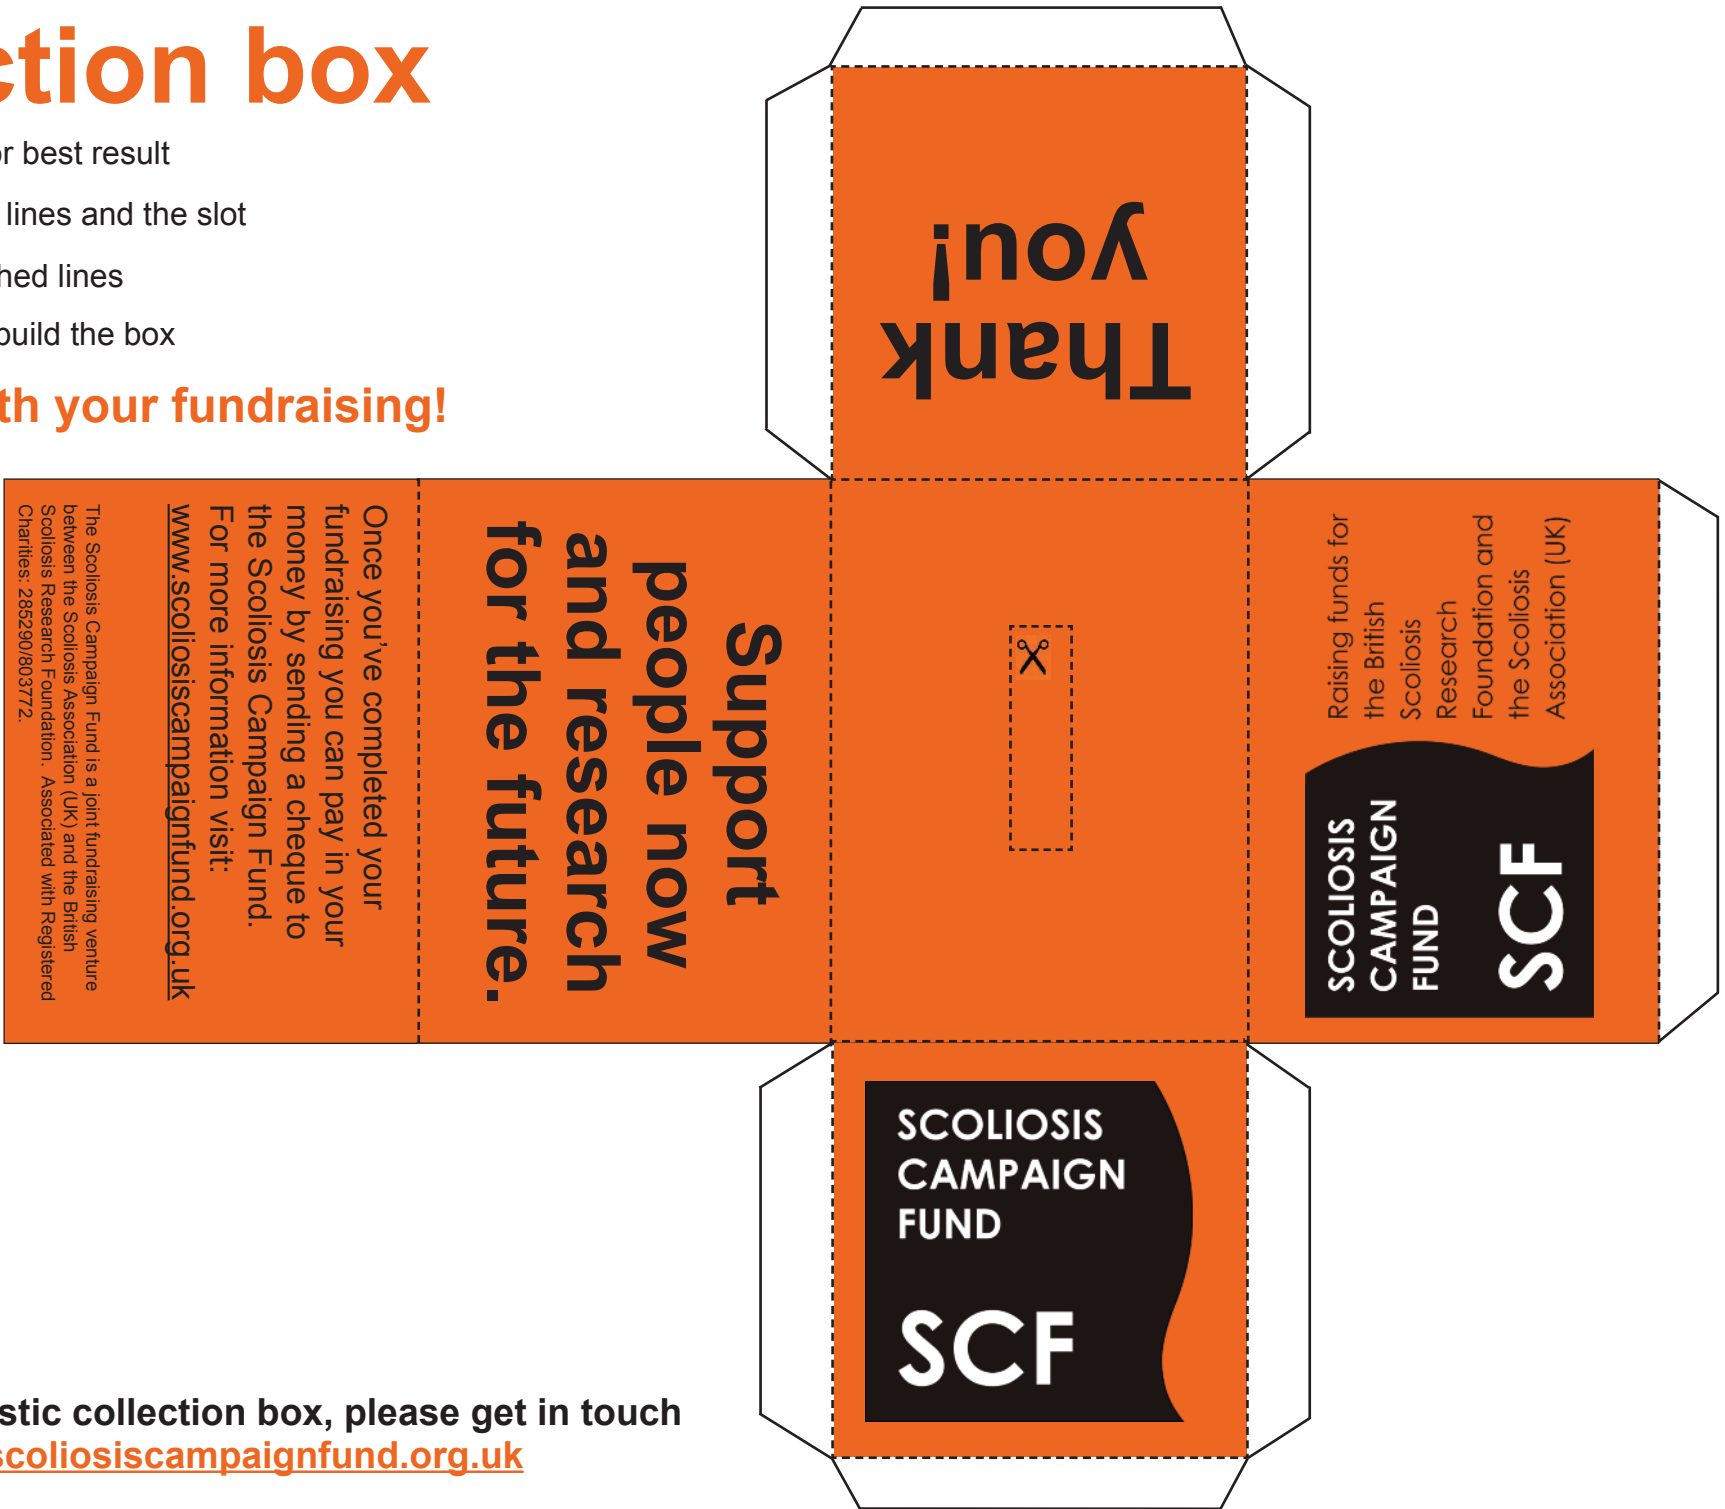 ction box
or best result
lines and the slot
hed lines
build the box
th your fundraising!
Thank
you!
Once you've completed your
fundraising you can pay in your
money by sending a cheque to
the Scoliosis Campaign Fund.
For more information visit:
www.scoliosiscampaignfund.org.uk
The Scoliosis Campaign Fund is a joint fundraising venture
between the Scoliosis Association (UK) and the British
Scoliosis Research Foundation. Associated with Registered
Charities: 285290/803772.
Support
people now
and research
for the future.
Raising funds for
the British
Scoliosis
Research
Foundation and
the Scoliosis
Association (UK)
SCOLIOSIS
CAMPAIGN
FUND
SCF
SCOLIOSIS
CAMPAIGN
FUND
SCF
stic collection box, please get in touch
scoliosiscampaignfund.org.uk